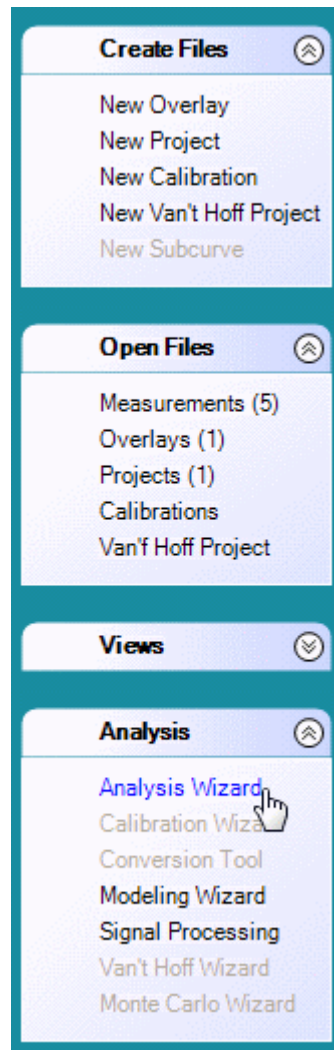 Create Files
New Overlay
New Project
New Calibration
New Van't Hoff Project
New Subcurve
Open Files
Measurements (5)
Overlays (1)
Projects (1)
Calibrations
Van'f Hoff Project
Views
Analysis
Analysis Wizard
Calibration Wiza
Conversion Tool
Modeling Wizard
Signal Processing
Van't Hoff Wizard
Monte Carlo Wizard